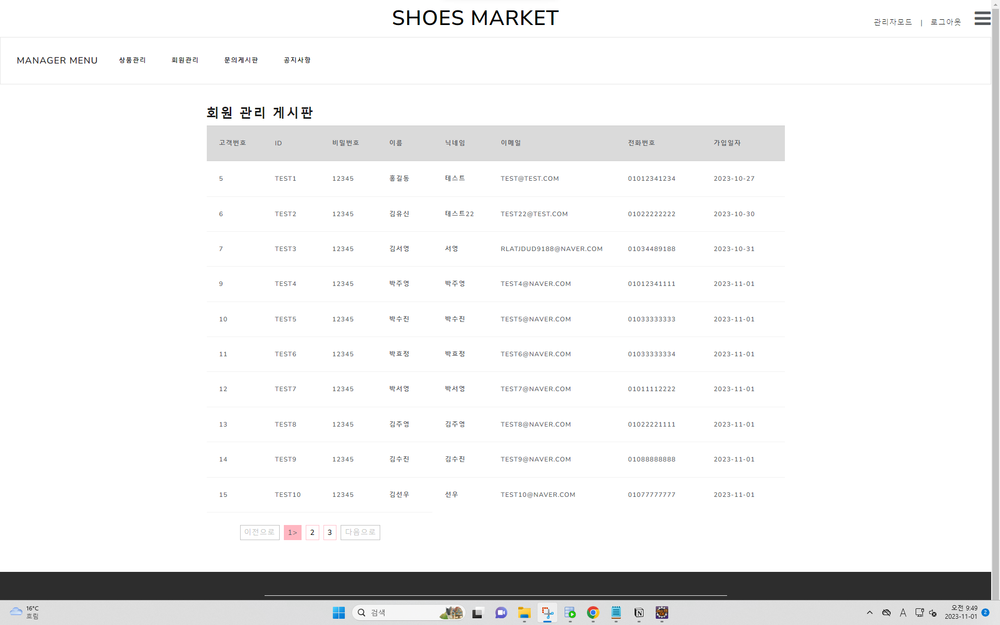 SHOES MARKET
관리자모드 | 로그아웃
MANAGER MENU 상품관리 회원관리 문의게시판 공지사항
회원 관리 게시판
고객번호 ID 비밀번호 이름 닉네임 이메일 전화번호 가입일자
5 TEST1 12345 홍길동 테스트 TEST@TEST.COM 01012341234 2023-10-27
6 TEST2 12345 김유신 테스트22 TEST22@TEST.COM 01022222222 2023-10-30
7 TEST3 12345 김서영 서영 RLATJDUD9188@NAVER.COM 01034489188 2023-10-31
9 TEST4 12345 박주영 박주영 TEST4@NAVER.COM 01012341111 2023-11-01
10 TEST5 12345 박수진 박수진 TEST5@NAVER.COM 01033333333 2023-11-01
11 TEST6 12345 박효정 박효정 TEST6@NAVER.COM 01033333334 2023-11-01
12 TEST7 12345 박서영 박서영 TEST7@NAVER.COM 01011112222 2023-11-01
13 TEST8 12345 김주영 김주영 TEST8@NAVER.COM 01022221111 2023-11-01
14 TEST9 12345 김수진 김수진 TEST9@NAVER.COM 01088888888 2023-11-01
15 TEST10 12345 김선우 선우 TEST10@NAVER.COM 01077777777 2023-11-01
이전으로 1> 2 3 다음으로
16°C
흐림
검색
A
오전 9:49
2023-11-01
2